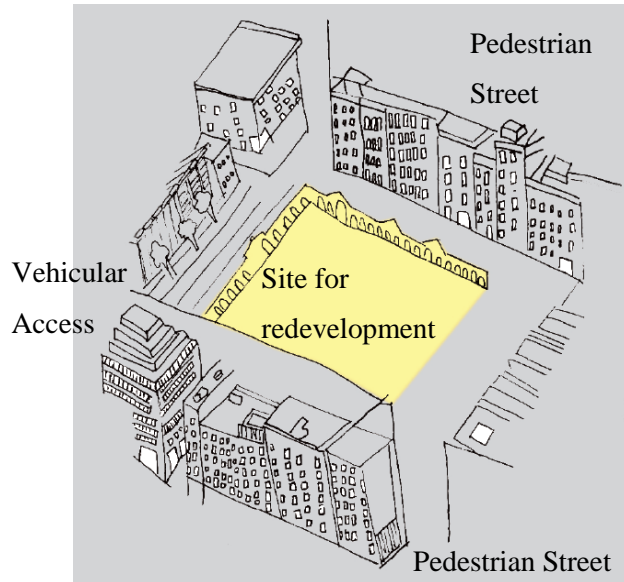 Pedestrian
Street
Vehicular
Access
Site for
redevelopment
Pedestrian Street